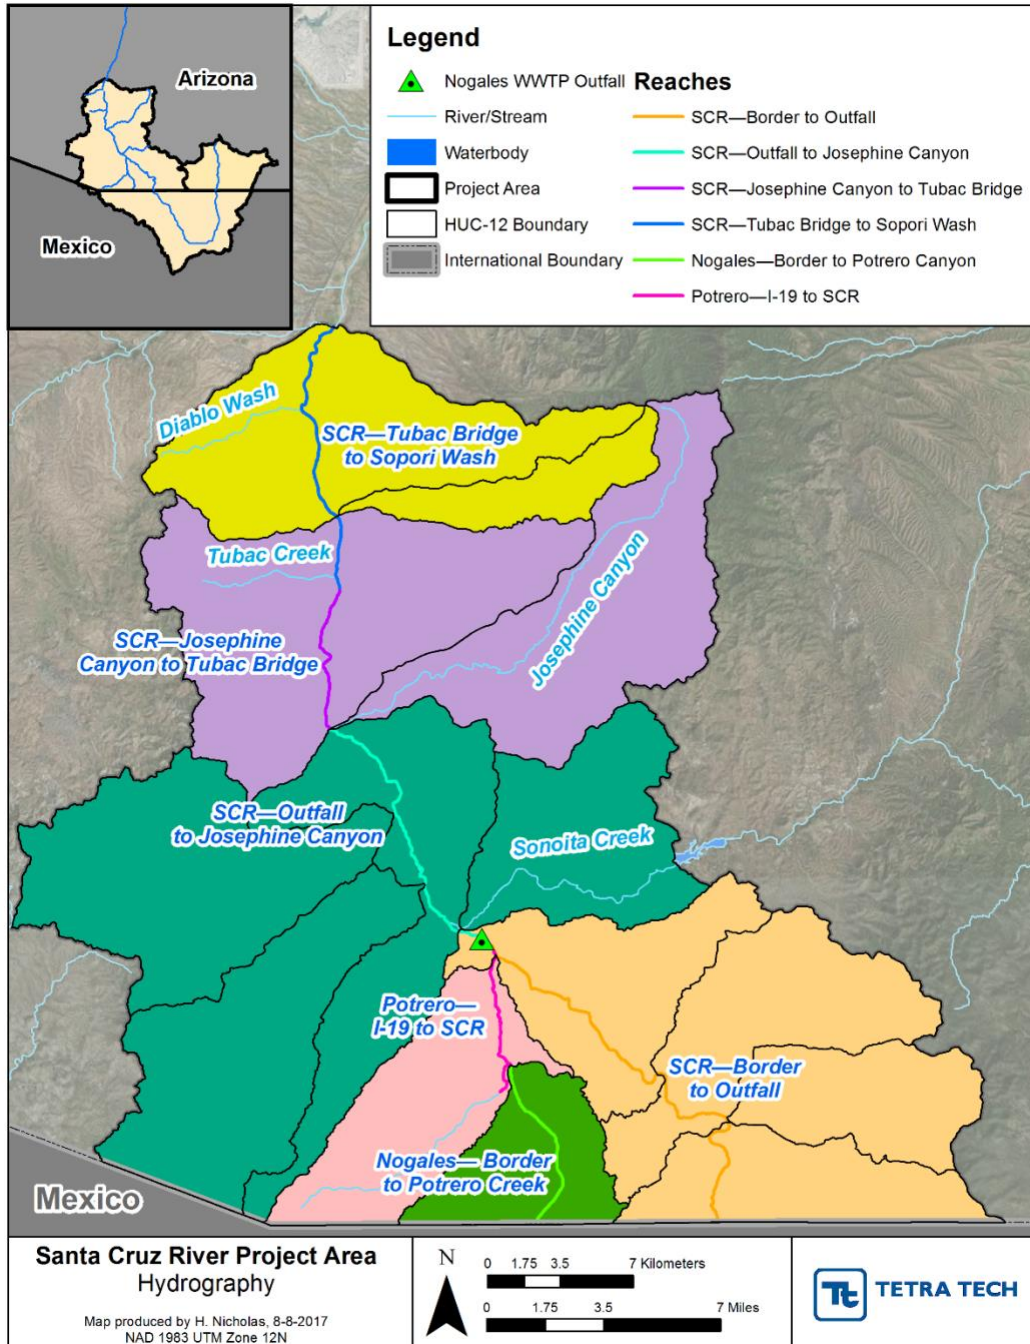 Arizona
Mexico
Legend
Nogales WWTP Outfall
River/Stream
Waterbody
Project Area
HUC-12 Boundary
International Boundary
Reaches
SCR—Border to Outfall
SCR—Outfall to Josephine Canyon
SCR—Josephine Canyon to Tubac Bridge
SCR—Tubac Bridge to Sopori Wash
Nogales—Border to Potrero Canyon
Potrero—I-19 to SCR
Diablo Wash
SCR—Tubac Bridge
to Sopori Wash
Tubac Creek
Josephine Canyon
SCR—Josephine
Canyon to Tubac Bridge
SCR—Outfall
to Josephine Canyon
Sonoita Creek
Potrero—
I-19 to SCR
SCR—Border
to Outfall
Nogales— Border
to Potrero Creek
Mexico
Santa Cruz River Project Area
Hydrography
Map produced by H. Nicholas, 8-8-2017
NAD 1983 UTM Zone 12N
N
0 1.75 3.5 7 Kilometers
0 1.75 3.5 7 Miles
Tt
TETRA TECH